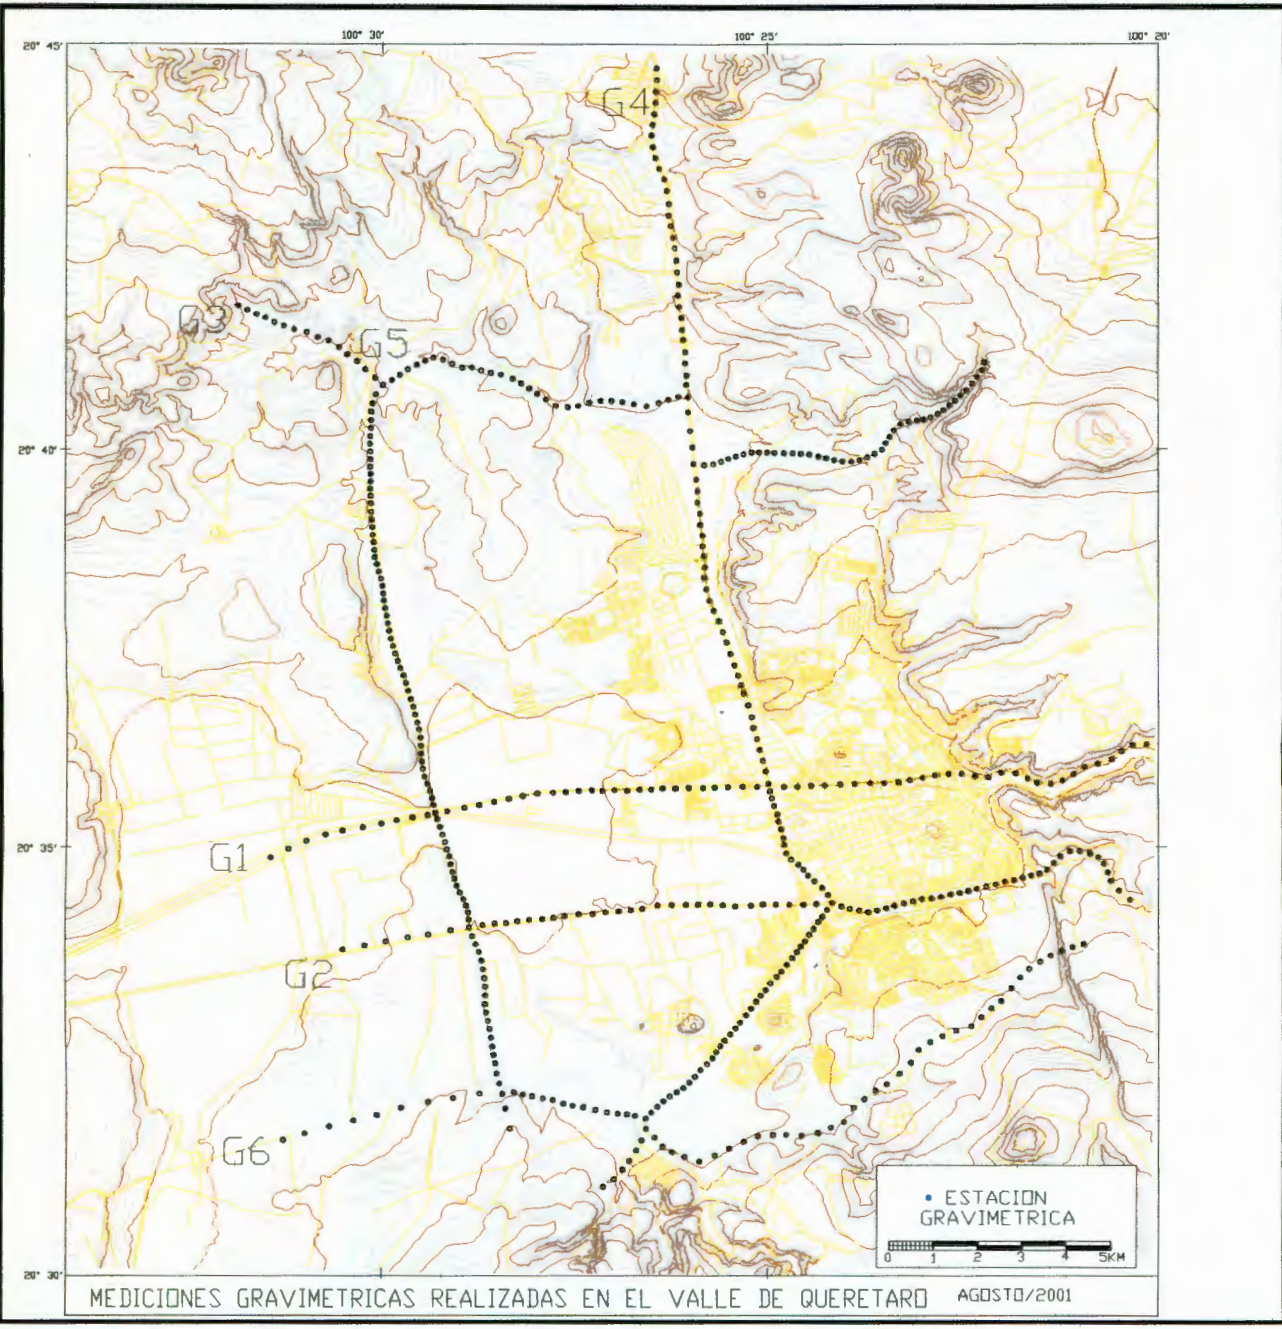 100° 30'
100° 25'
100° 20'
20° 45'
G4
G3
G5
20° 40'
20° 35'
G1
G2
G6
• ESTACION
GRAVIMETRICA
0 1 2 3 4 5KM
20° 30'
MEDICIONES GRAVIMETRICAS REALIZADAS EN EL VALLE DE QUERETARO AGOSTO/2001